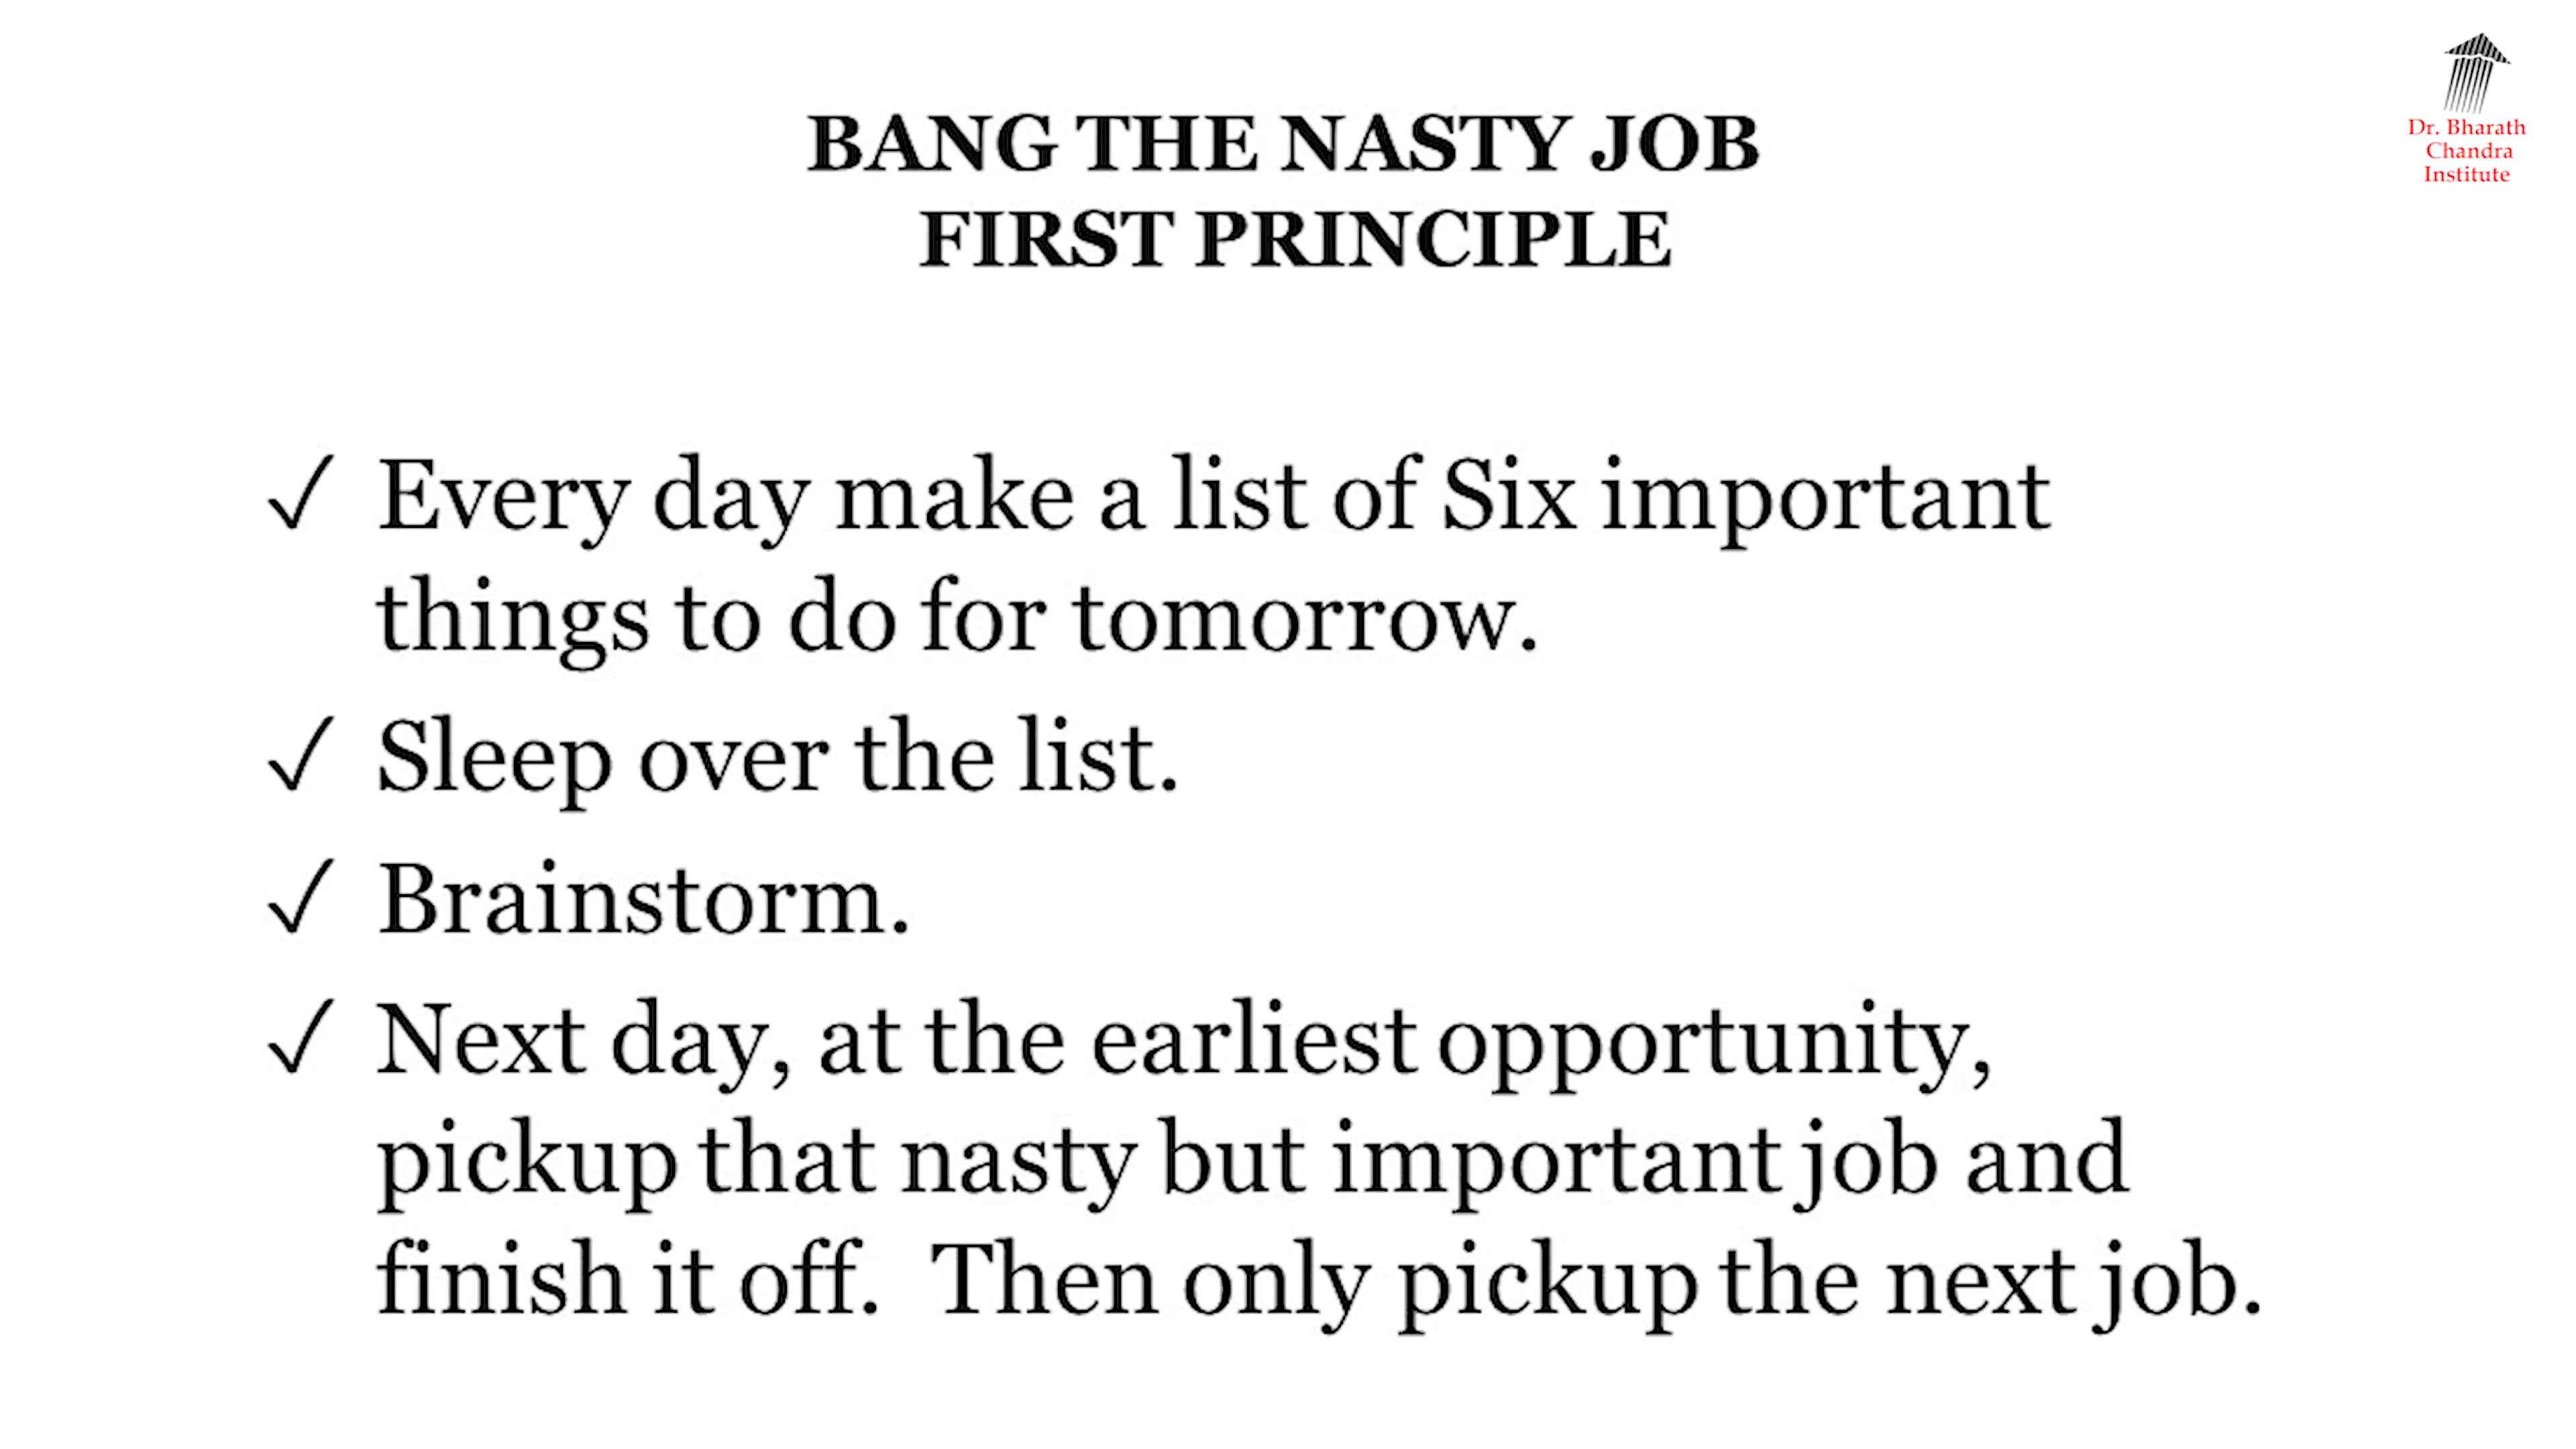 BANG THE NASTY JOB
FIRST PRINCIPLE
Dr. Bharath
Chandra
Institute
✓ Every day make a list of Six important
things to do for tomorrow.
✓ Sleep over the list.
✓ Brainstorm.
✓ Next day, at the earliest opportunity,
pickup that nasty but important job and
finish it off.  Then only pickup the next job.